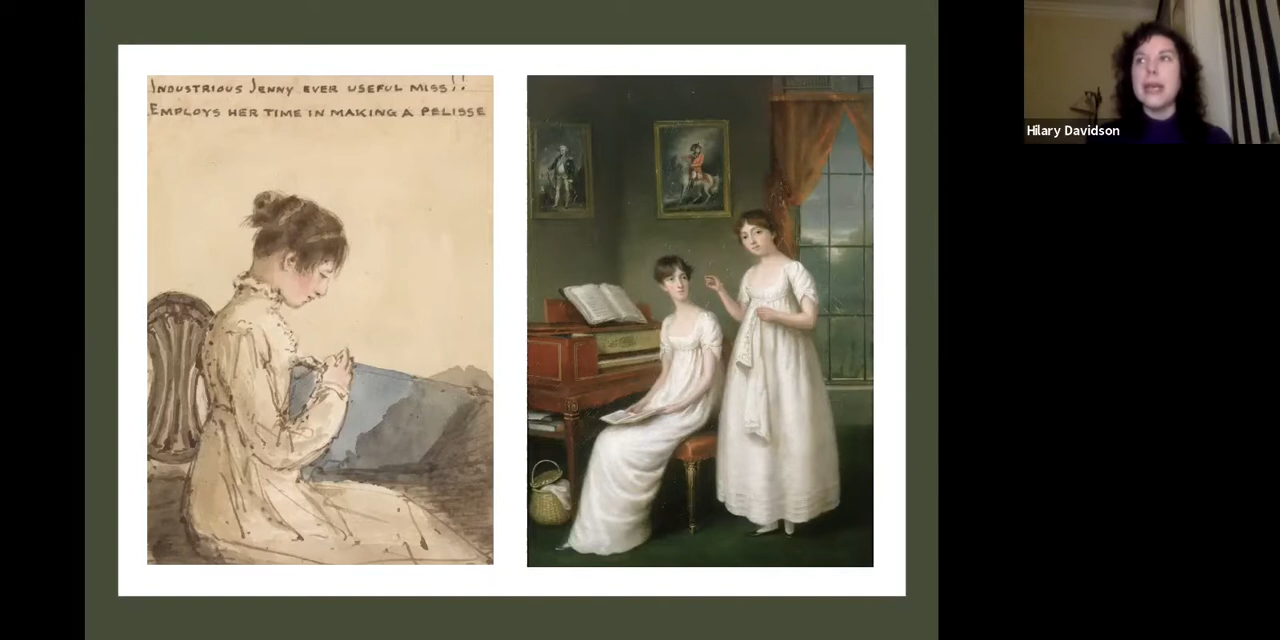 INDUSTRIOUS JENNY EVER USEFUL MISS!!
EMPLOYS HER TIME IN MAKING A PELISSE
Hilary Davidson